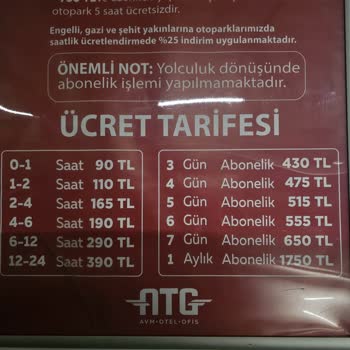 otopark 5 saat ücretsizdir.
Engelli, gazi ve şehit yakınlarına otoparklarımızda
saatlik ücretlendirmede %25 indirim uygulanmaktadır.
ÖNEMLİ NOT: Yolculuk dönüşünde
abonelik işlemi yapılmamaktadır.
ÜCRET TARİFESİ
0-1 Saat 90 TL
1-2 Saat 110 TL
2-4 Saat 165 TL
4-6 Saat 190 TL
6-12 Saat 290 TL
12-24 Saat 390 TL
3 Gün Abonelik 430 TL
4 Gün Abonelik 475 TL
5 Gün Abonelik 515 TL
6 Gün Abonelik 555 TL
7 Gün Abonelik 650 TL
1 Aylık Abonelik 1750 TL
ATG
AVM-OTEL-OFİS